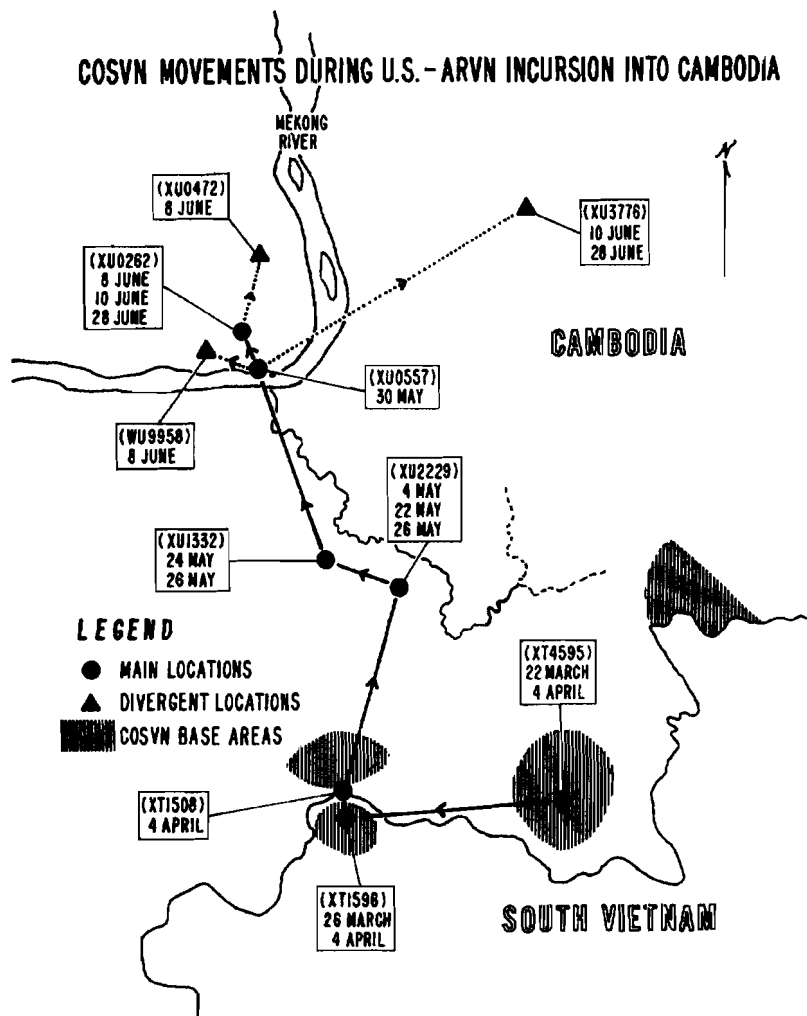 COSVN MOVEMENTS DURING U.S. - ARVN INCURSION INTO CAMBODIA
MEKONG
RIVER
N
(XU0472)
8 JUNE
(XU3776)
10 JUNE
28 JUNE
(XU0262)
8 JUNE
10 JUNE
28 JUNE
CAMBODIA
(XU0557)
30 MAY
(WU9958)
8 JUNE
(XU2229)
4 MAY
22 MAY
26 MAY
(XU1332)
24 MAY
26 MAY
LEGEND
MAIN LOCATIONS
DIVERGENT LOCATIONS
COSVN BASE AREAS
(XT4595)
22 MARCH
4 APRIL
(XT1508)
4 APRIL
(XT1598)
26 MARCH
4 APRIL
SOUTH VIETNAM